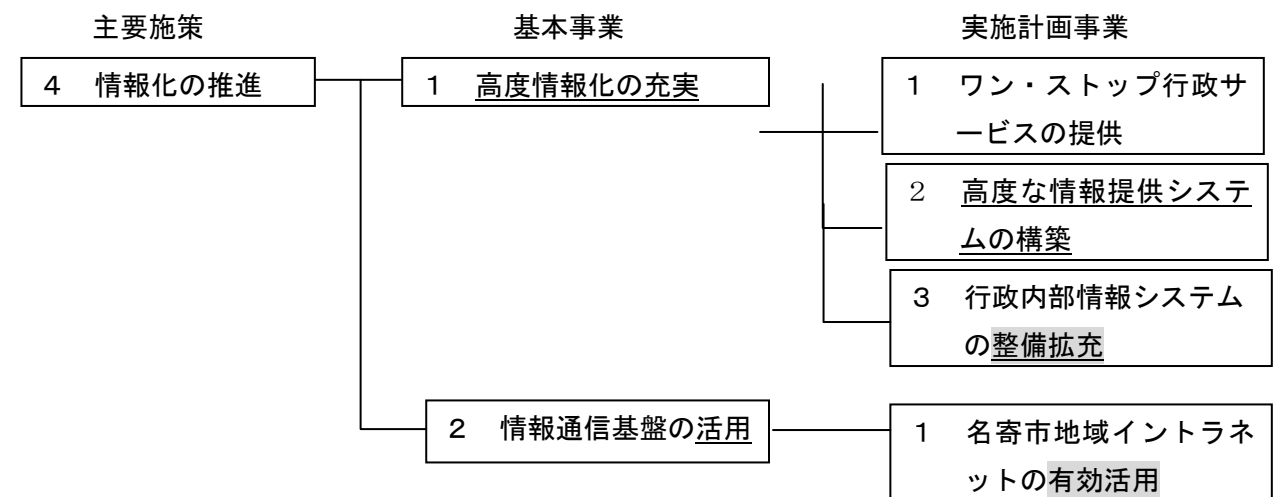 主要施策 基本事業 実施計画事業
4 情報化の推進
1 高度情報化の充実
1 ワン・ストップ行政サ
ービスの提供
2 高度な情報提供システ
ムの構築
3 行政内部情報システム
の整備拡充
2 情報通信基盤の活用
1 名寄市地域イントラネ
ットの有効活用